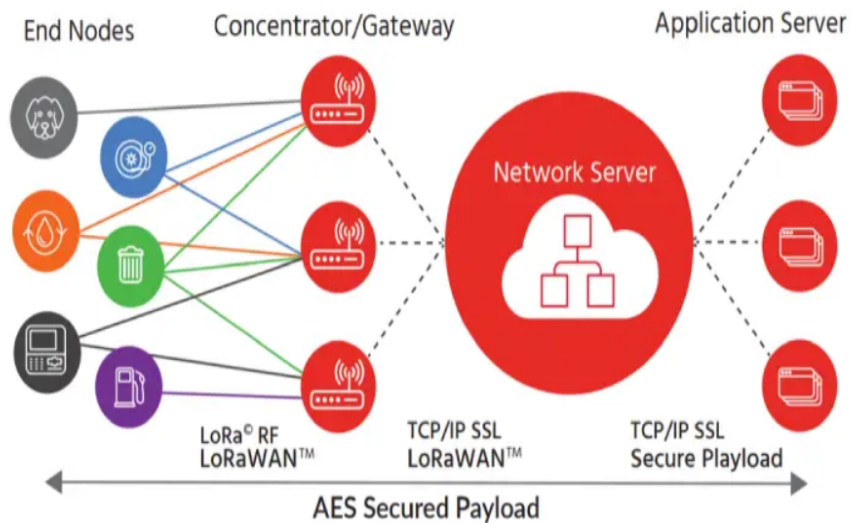 End Nodes
Concentrator/Gateway
Application Server
Network Server
LoRa© RF
LoRaWAN™
TCP/IP SSL
LoRaWAN™
TCP/IP SSL
Secure Playload
AES Secured Payload